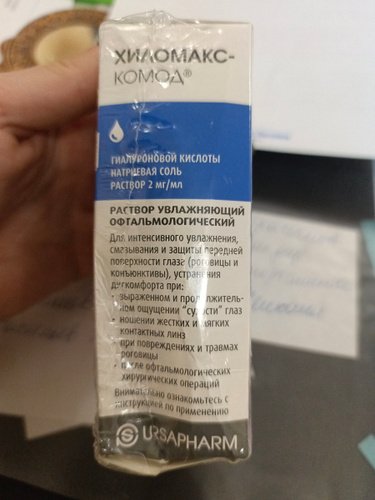 ХИЛОМАКС-
КОМОД®
ГИАЛУРОНОВОЙ КИСЛОТЫ
НАТРИЕВАЯ СОЛЬ
РАСТВОР 2 мг/мл
РАСТВОР УВЛАЖНЯЮЩИЙ
ОФТАЛЬМОЛОГИЧЕСКИЙ
Для интенсивного увлажнения,
смазывания и защиты передней
поверхности глаза (роговицы и
конъюнктивы), устранения
дискомфорта при:
• выраженном и продолжитель-
ном ощущении "сухости" глаз
• ношении жестких и мягких
контактных линз
• при повреждениях и травмах
роговицы
• после офтальмологических
хирургических операций
Внимательно ознакомьтесь с
инструкцией по применению
URSAPHARM